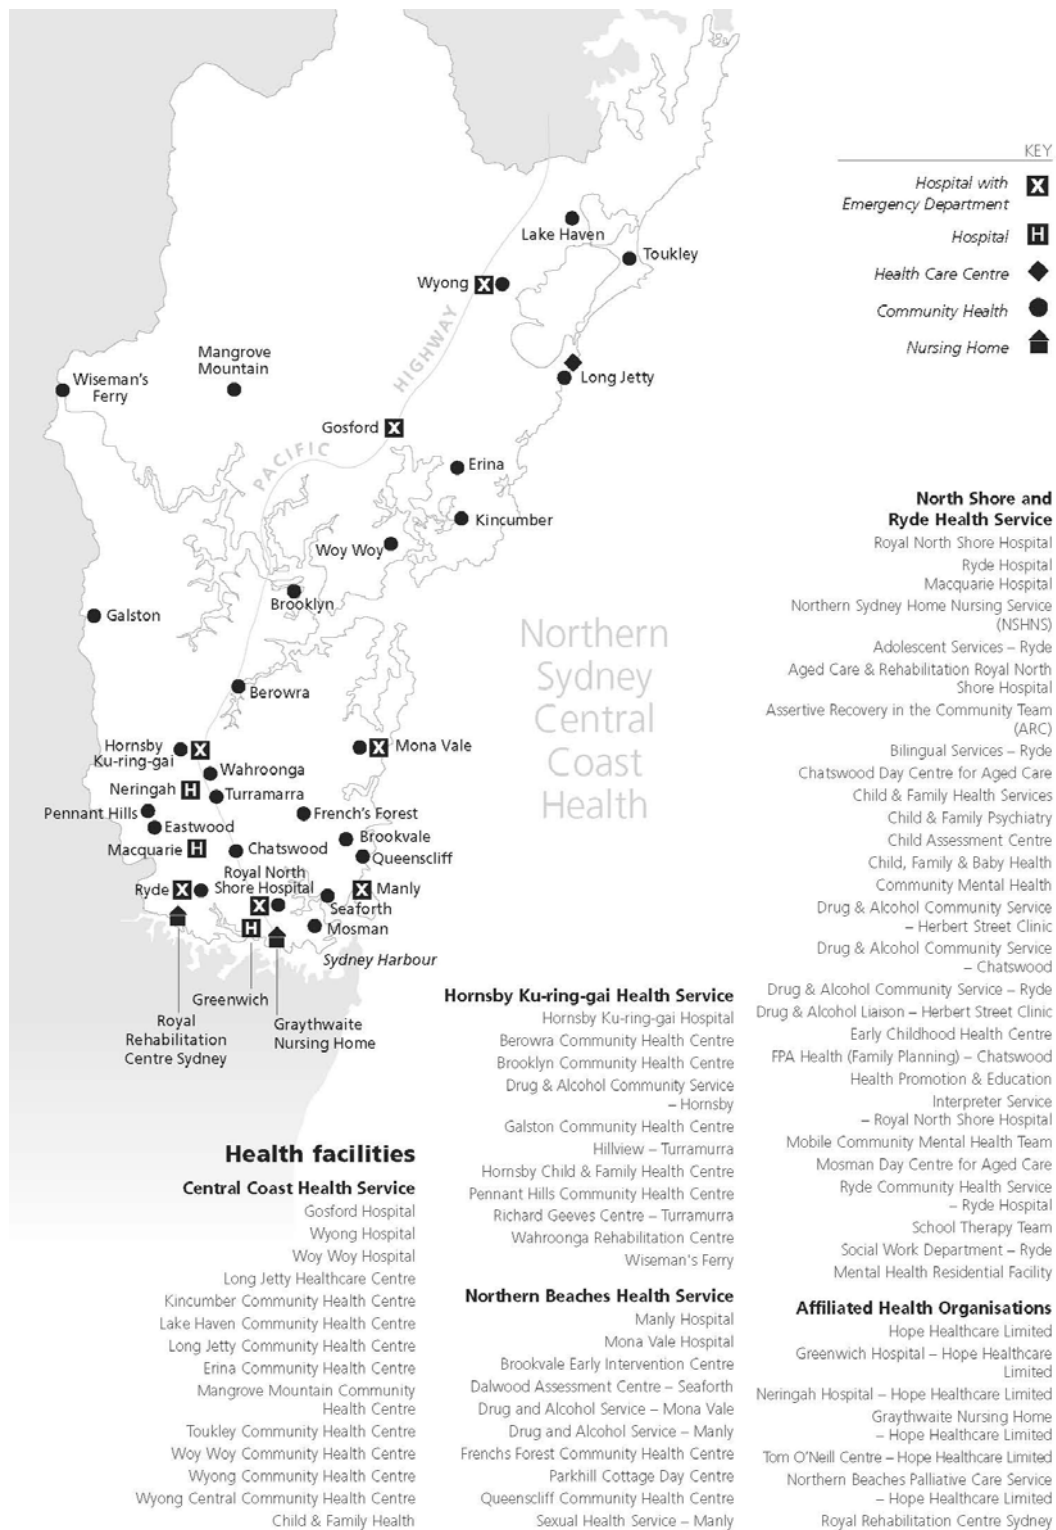 KEY
Hospital with
Emergency Department
X
Hospital
H
Health Care Centre
Community Health
Nursing Home
Lake Haven
Toukley
Wyong X
HIGHWAY
Mangrove
Mountain
Wiseman's
Ferry
Long Jetty
Gosford X
PACIFIC
Erina
Kincumber
Woy Woy
Brooklyn
Galston
Berowra
Hornsby
Ku-ring-gai
X
X Mona Vale
Wahroonga
Neringah H
Turramarra
Pennant Hills
French's Forest
Eastwood
Brookvale
Macquarie H
Chatswood
Queenscliff
Royal North
Shore Hospital
Ryde X
X Manly
X
Seaforth
H
Mosman
Sydney Harbour
Greenwich
Royal
Rehabilitation
Centre Sydney
Graythwaite
Nursing Home
Northern
Sydney
Central
Coast
Health
Health facilities
Central Coast Health Service
Gosford Hospital
Wyong Hospital
Woy Woy Hospital
Long Jetty Healthcare Centre
Kincumber Community Health Centre
Lake Haven Community Health Centre
Long Jetty Community Health Centre
Erina Community Health Centre
Mangrove Mountain Community
Health Centre
Toukley Community Health Centre
Woy Woy Community Health Centre
Wyong Community Health Centre
Wyong Central Community Health Centre
Child & Family Health
Hornsby Ku-ring-gai Health Service
Hornsby Ku-ring-gai Hospital
Berowra Community Health Centre
Brooklyn Community Health Centre
Drug & Alcohol Community Service
– Hornsby
Galston Community Health Centre
Hillview – Turramurra
Hornsby Child & Family Health Centre
Pennant Hills Community Health Centre
Richard Geeves Centre – Turramurra
Wahroonga Rehabilitation Centre
Wiseman's Ferry
Northern Beaches Health Service
Manly Hospital
Mona Vale Hospital
Brookvale Early Intervention Centre
Dalwood Assessment Centre – Seaforth
Drug and Alcohol Service – Mona Vale
Drug and Alcohol Service – Manly
Frenchs Forest Community Health Centre
Parkhill Cottage Day Centre
Queenscliff Community Health Centre
Sexual Health Service – Manly
North Shore and
Ryde Health Service
Royal North Shore Hospital
Ryde Hospital
Macquarie Hospital
Northern Sydney Home Nursing Service
(NSHNS)
Adolescent Services – Ryde
Aged Care & Rehabilitation Royal North
Shore Hospital
Assertive Recovery in the Community Team
(ARC)
Bilingual Services – Ryde
Chatswood Day Centre for Aged Care
Child & Family Health Services
Child & Family Psychiatry
Child Assessment Centre
Child, Family & Baby Health
Community Mental Health
Drug & Alcohol Community Service
– Herbert Street Clinic
Drug & Alcohol Community Service
– Chatswood
Drug & Alcohol Community Service – Ryde
Drug & Alcohol Liaison – Herbert Street Clinic
Early Childhood Health Centre
FPA Health (Family Planning) – Chatswood
Health Promotion & Education
Interpreter Service
– Royal North Shore Hospital
Mobile Community Mental Health Team
Mosman Day Centre for Aged Care
Ryde Community Health Service
– Ryde Hospital
School Therapy Team
Social Work Department – Ryde
Mental Health Residential Facility
Affiliated Health Organisations
Hope Healthcare Limited
Greenwich Hospital – Hope Healthcare
Limited
Neringah Hospital – Hope Healthcare Limited
Graythwaite Nursing Home
– Hope Healthcare Limited
Tom O'Neill Centre – Hope Healthcare Limited
Northern Beaches Palliative Care Service
– Hope Healthcare Limited
Royal Rehabilitation Centre Sydney